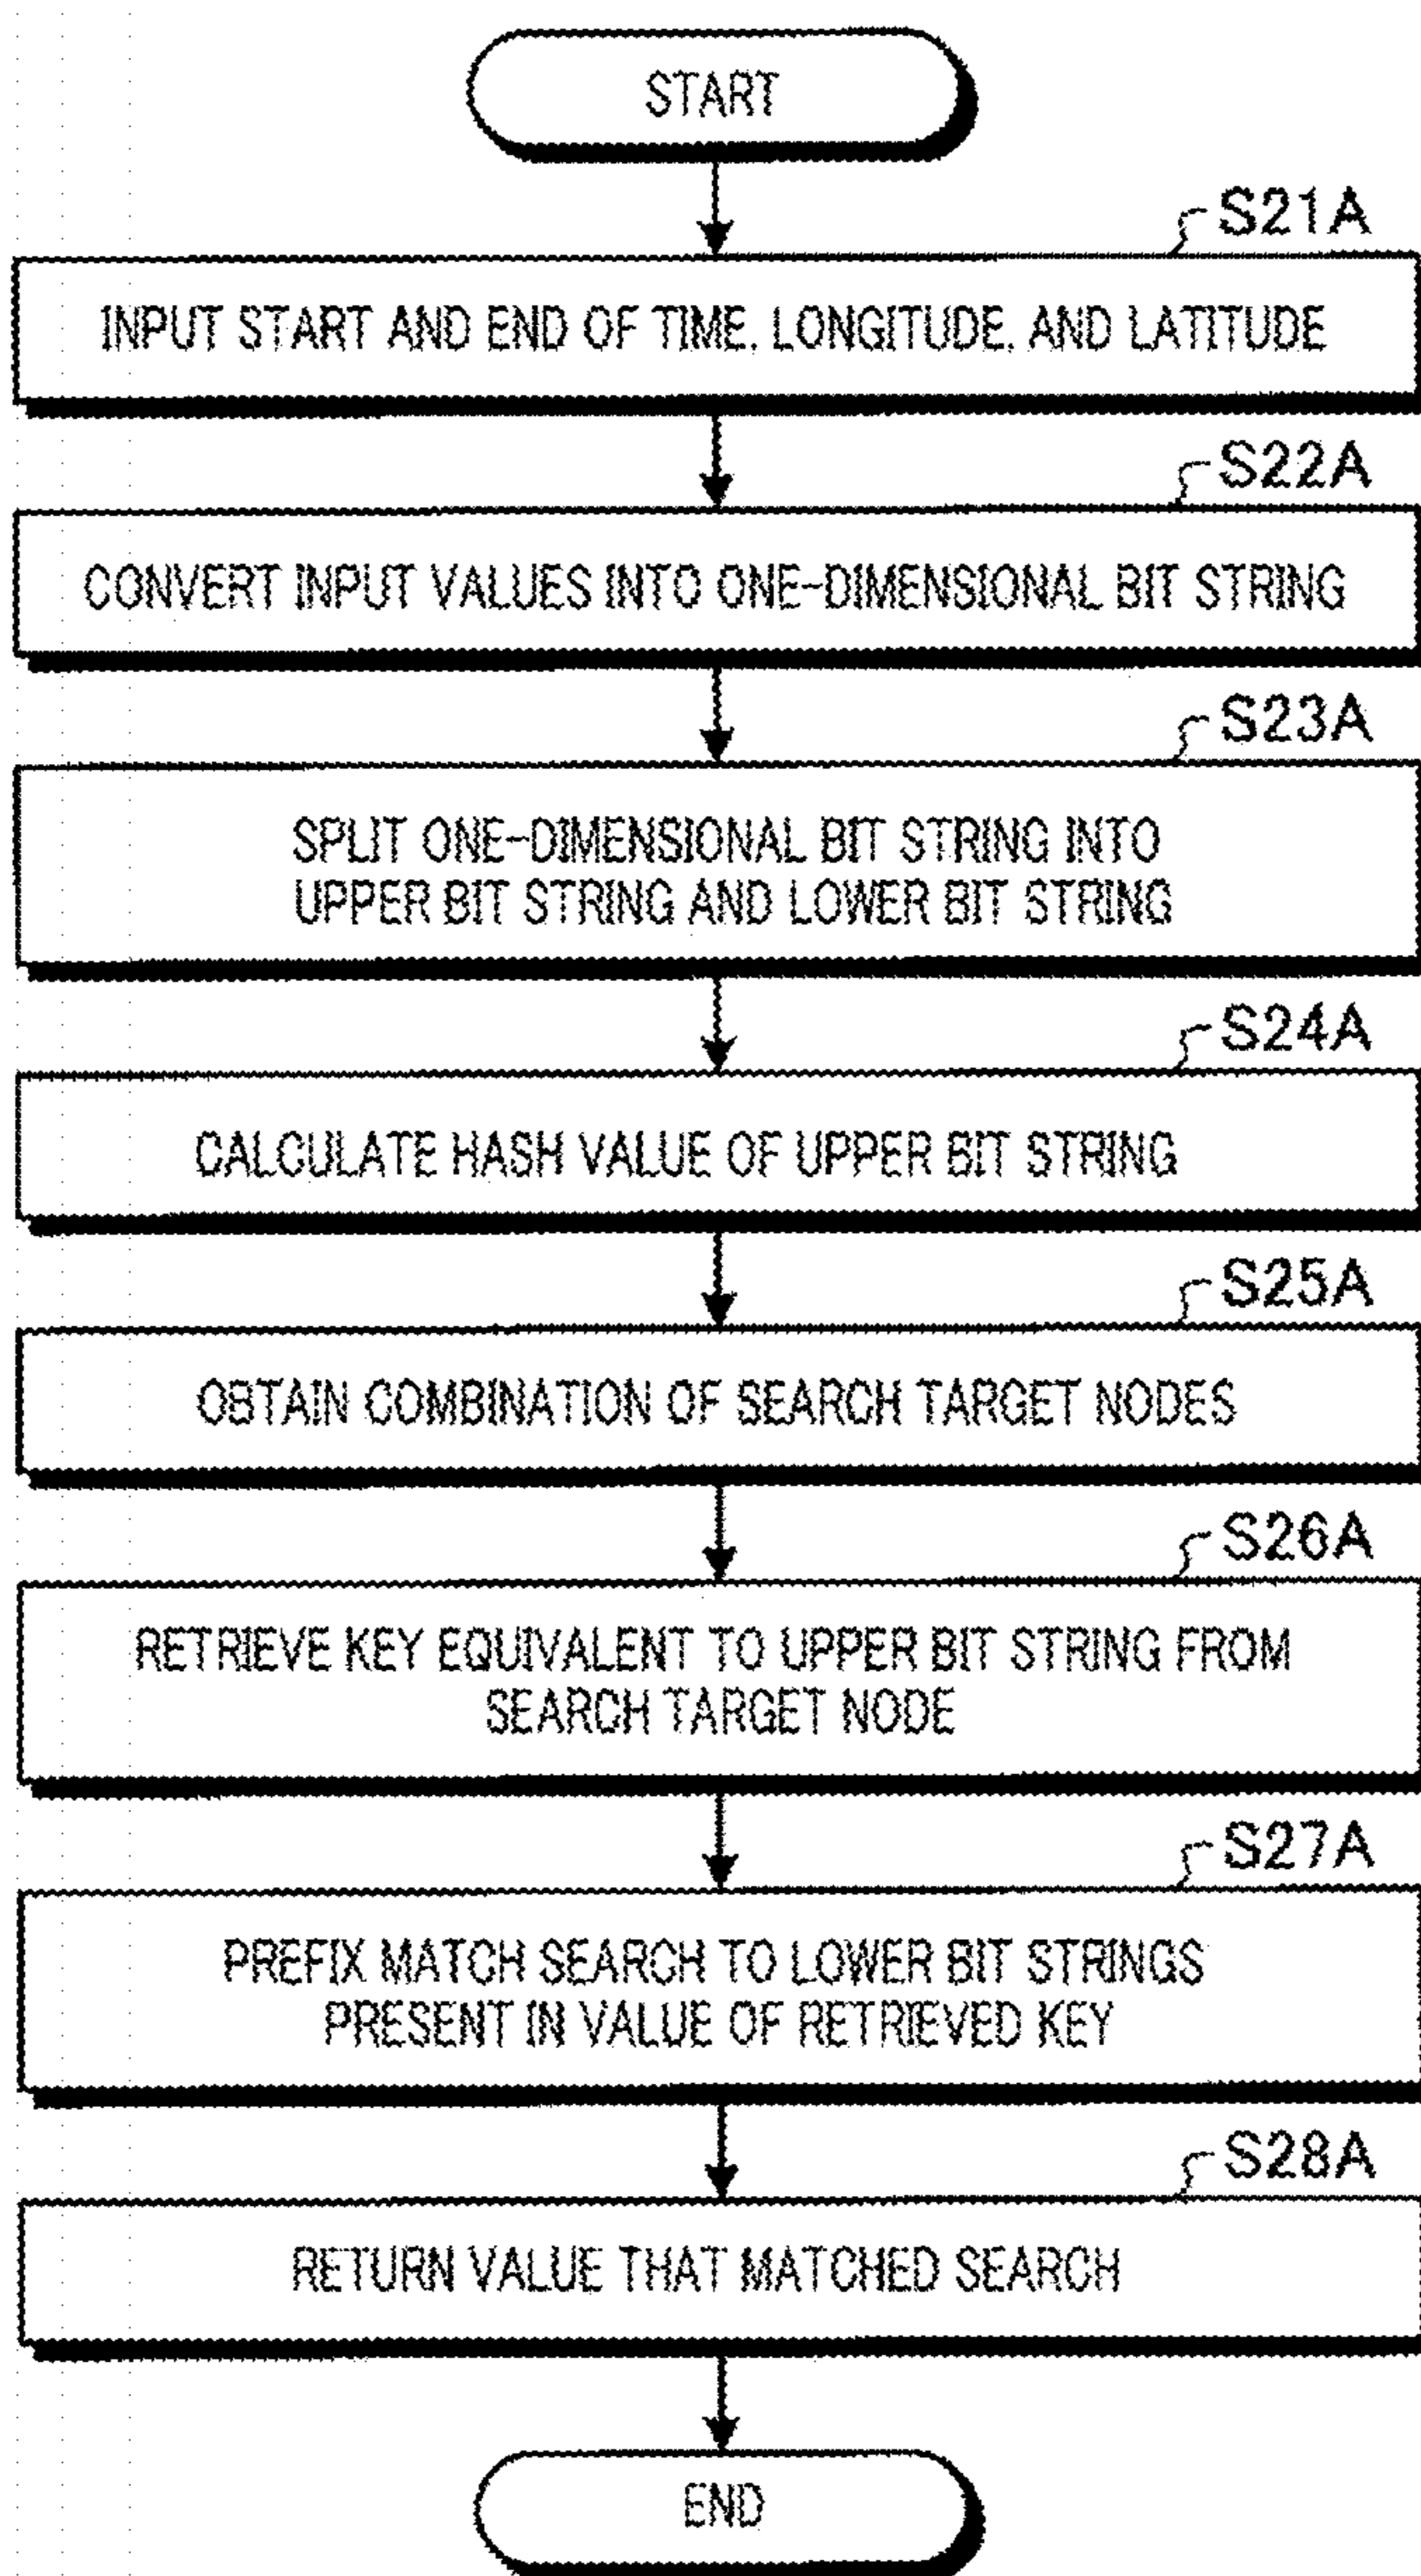 START
S21A
INPUT START AND END OF TIME, LONGITUDE, AND LATITUDE
S22A
CONVERT INPUT VALUES INTO ONE-DIMENSIONAL BIT STRING
S23A
SPLIT ONE-DIMENSIONAL BIT STRING INTO
UPPER BIT STRING AND LOWER BIT STRING
S24A
CALCULATE HASH VALUE OF UPPER BIT STRING
S25A
OBTAIN COMBINATION OF SEARCH TARGET NODES
S26A
RETRIEVE KEY EQUIVALENT TO UPPER BIT STRING FROM
SEARCH TARGET NODE
S27A
PREFIX MATCH SEARCH TO LOWER BIT STRINGS
PRESENT IN VALUE OF RETRIEVED KEY
S28A
RETURN VALUE THAT MATCHED SEARCH
END